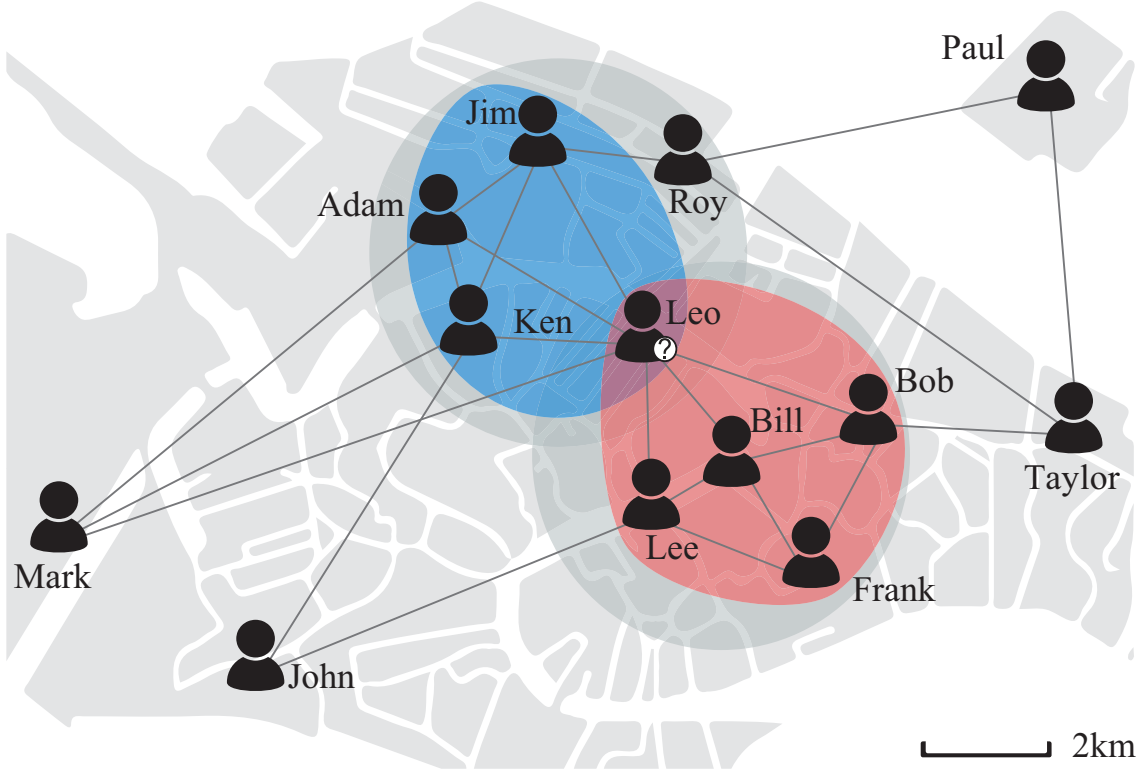 Paul
Jim
Adam
Roy
Ken
Leo
?
Bob
Bill
Taylor
Lee
Mark
Frank
John
2km